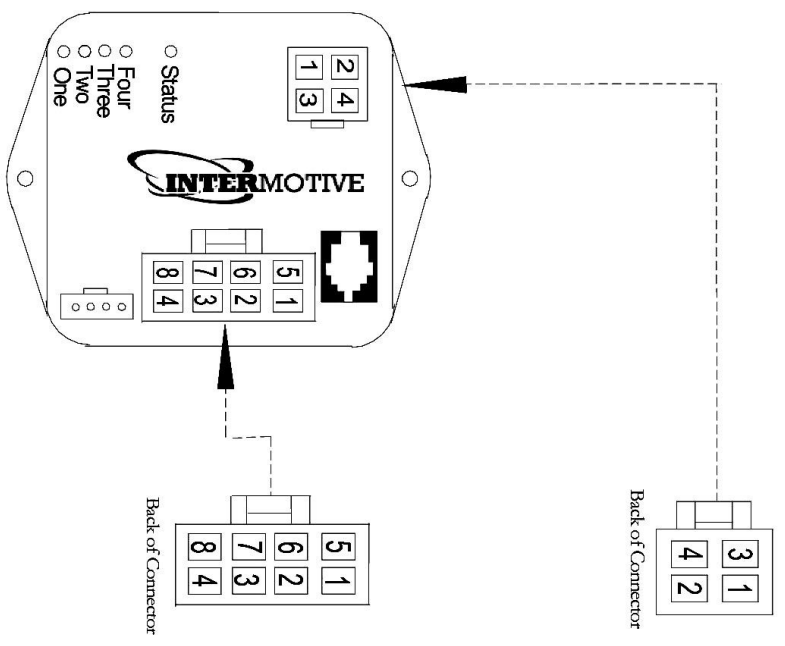 One
Two
Three
Four
Status
1 2
3 4
INTERMOTIVE
8 7 6 5
4 3 2 1
Back of Connector
8 7 6 5
4 3 2 1
Back of Connector
4 3
2 1